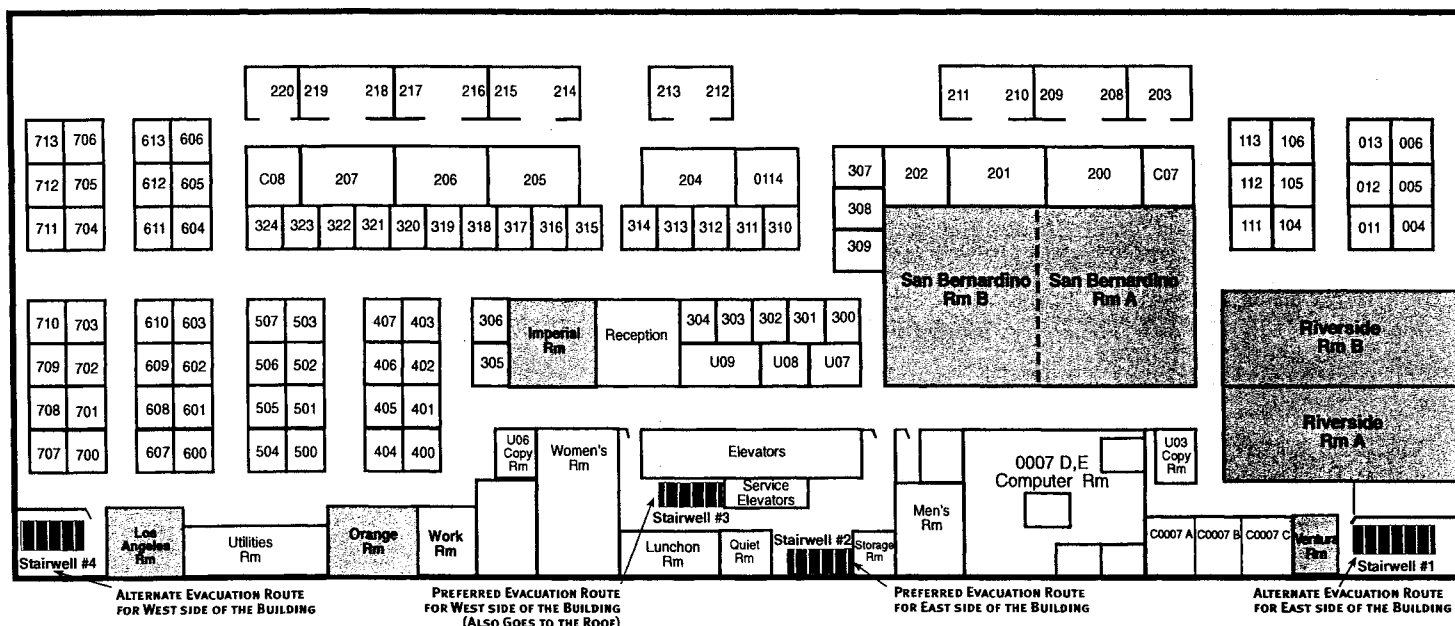 220 219 218 217 216 215 214 213 212 211 210 209 208 203
713 706 613 606 113 106 013 006
C08 207 206 205 204 0114 307 202 201 200 C07
712 705 612 605 112 105 012 005
308
711 704 611 604 324 323 322 321 320 319 318 317 316 315 314 313 312 311 310 111 104 011 004
309
San Bernardino
Rm B
San Bernardino
Rm A
710 703 610 603 507 503 407 403 306 304 303 302 301 300
Imperial
Rm
Reception
Riverside
Rm B
709 702 609 602 506 502 406 402 305 U09 U08 U07
708 701 608 601 505 501 405 401
Riverside
Rm A
707 700 607 600 504 500 404 400
U06
Copy
Rm
Women's
Rm
Elevators
0007 D,E
Computer Rm
U03
Copy
Rm
Service
Elevators
Stairwell #3
Men's
Rm
Los
Angeles
Rm
Utilities
Rm
Orange
Rm
Work
Rm
Lunchon
Rm
Quiet
Rm
Stairwell #2
Storage
Rm
C0007 A C0007 B C0007 C
Ventura
Rm
Stairwell #4
Stairwell #1
ALTERNATE EVACUATION ROUTE
FOR WEST SIDE OF THE BUILDING
PREFERRED EVACUATION ROUTE
FOR WEST SIDE OF THE BUILDING
(ALSO GOES TO THE ROOF)
PREFERRED EVACUATION ROUTE
FOR EAST SIDE OF THE BUILDING
ALTERNATE EVACUATION ROUTE
FOR EAST SIDE OF THE BUILDING